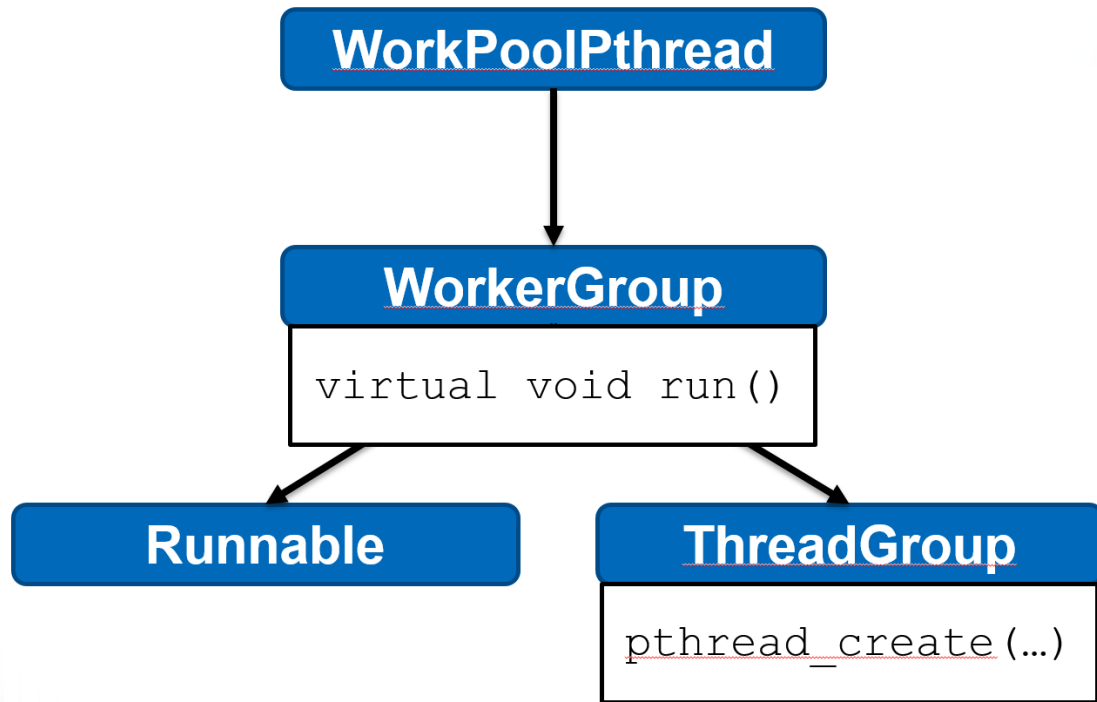 WorkPoolPthread
WorkerGroup
virtual void run()
Runnable
ThreadGroup
pthread_create(…)